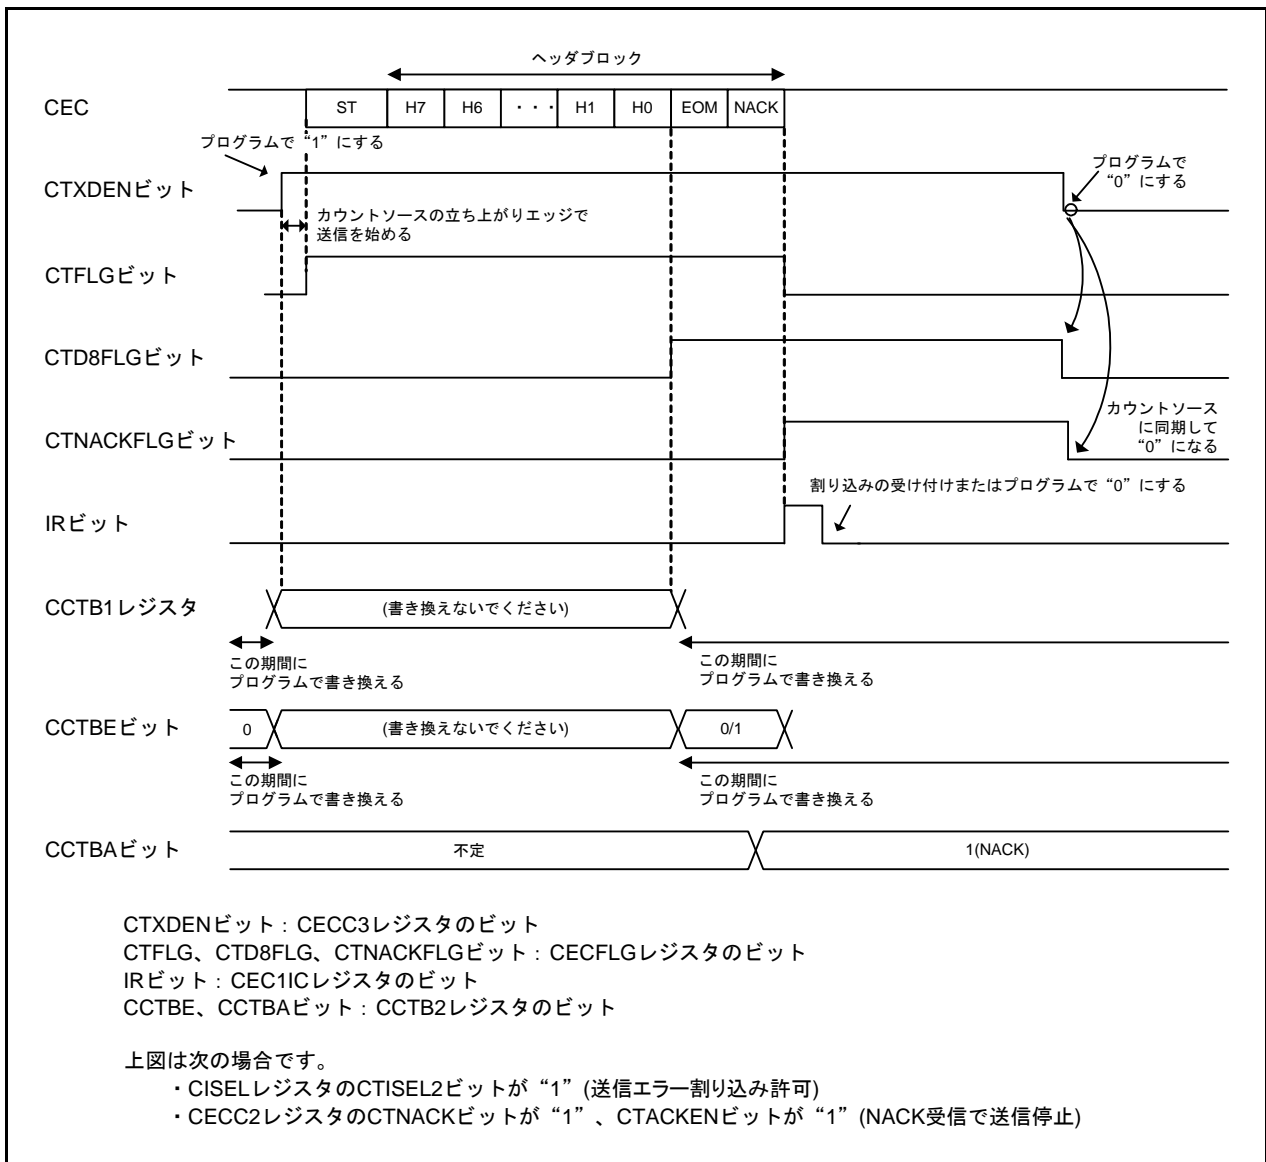 ヘッダブロック
CEC
ST H7 H6 ・・・ H1 H0 EOM NACK
プログラムで“1”にする
プログラムで
“0”にする
CTXDENビット
カウントソースの立ち上がりエッジで
送信を始める
CTFLGビット
CTD8FLGビット
カウントソース
に同期して
“0”になる
CTNACKFLGビット
割り込みの受け付けまたはプログラムで“0”にする
IRビット
CCTB1レジスタ
(書き換えないでください)
この期間に
プログラムで書き換える
この期間に
プログラムで書き換える
CCTBEビット
0
(書き換えないでください)
0/1
この期間に
プログラムで書き換える
この期間に
プログラムで書き換える
CCTBAビット
不定
1(NACK)
CTXDENビット：CECC3レジスタのビット
CTFLG、CTD8FLG、CTNACKFLGビット：CECFLGレジスタのビット
IRビット：CEC1ICレジスタのビット
CCTBE、CCTBAビット：CCTB2レジスタのビット
上図は次の場合です。
・CISELレジスタのCTISEL2ビットが“1”(送信エラー割り込み許可)
・CECC2レジスタのCTNACKビットが“1”、CTACKENビットが“1”(NACK受信で送信停止)